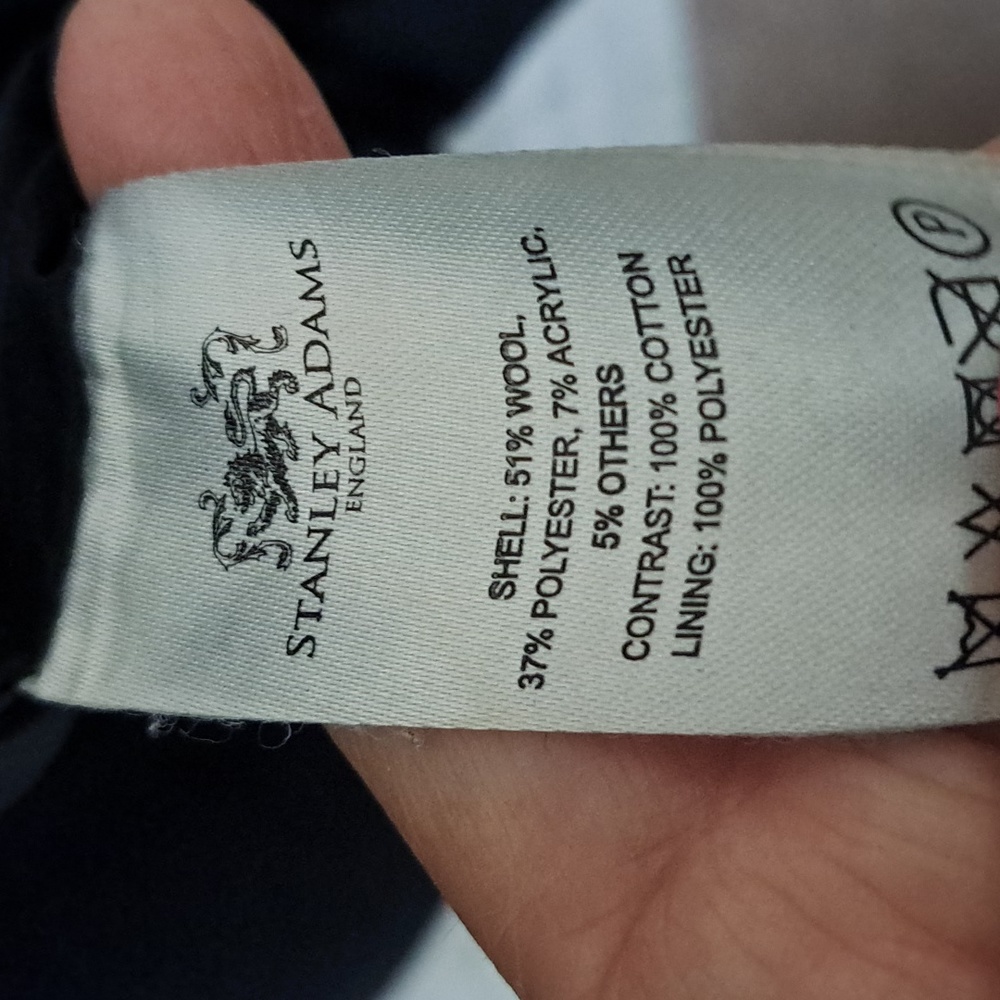 STANLEY ADAMS
ENGLAND
SHELL: 51% WOOL,
37% POLYESTER, 7% ACRYLIC,
5% OTHERS
CONTRAST: 100% COTTON
LINING: 100% POLYESTER
P